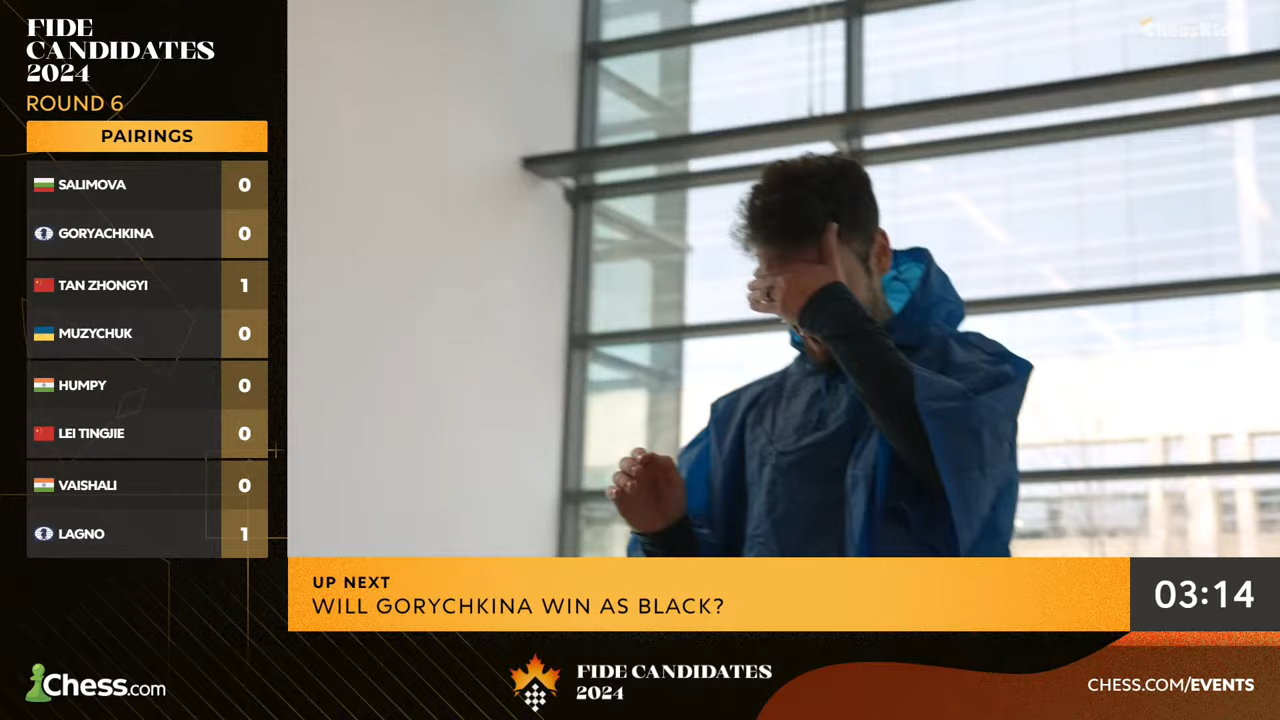 FIDE
CANDIDATES
2024
ROUND 6
PAIRINGS
SALIMOVA 0
GORYACHKINA 0
TAN ZHONGYI 1
MUZYCHUK 0
HUMPY 0
LEI TINGJIE 0
VAISHALI 0
LAGNO 1
ChessKid
UP NEXT
WILL GORYCHKINA WIN AS BLACK?
03:14
Chess.com
FIDE CANDIDATES
2024
CHESS.COM/EVENTS